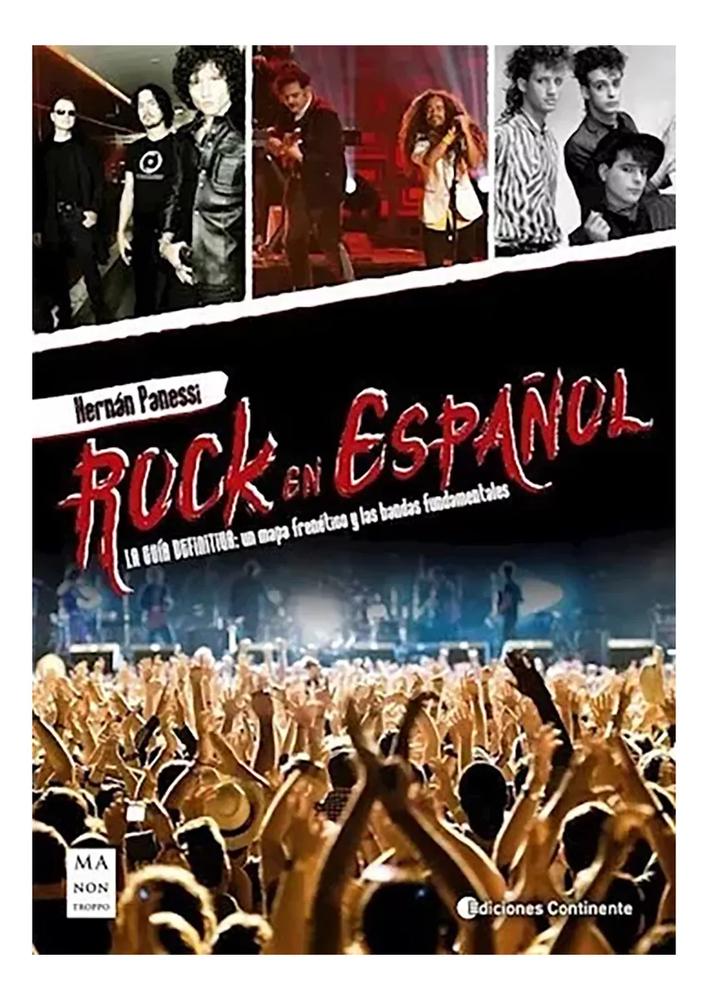 Hernán Panessi
ROCK EN ESPAÑOL
LA GUÍA DEFINITIVA: un mapa frenético y las bandas fundamentales
MA
NON
TROPPO
Ediciones Continente